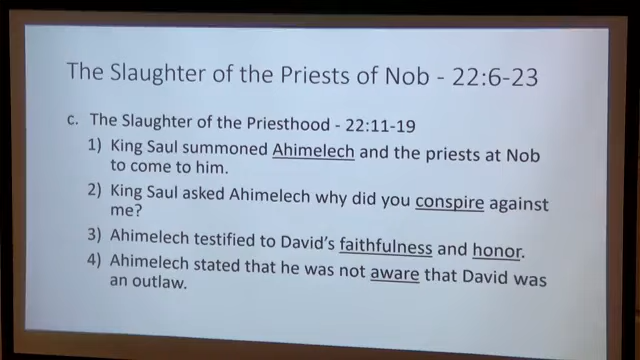 The Slaughter of the Priests of Nob - 22:6-23
c. The Slaughter of the Priesthood - 22:11-19
1) King Saul summoned Ahimelech and the priests at Nob
to come to him.
2) King Saul asked Ahimelech why did you conspire against
me?
3) Ahimelech testified to David's faithfulness and honor.
4) Ahimelech stated that he was not aware that David was
an outlaw.